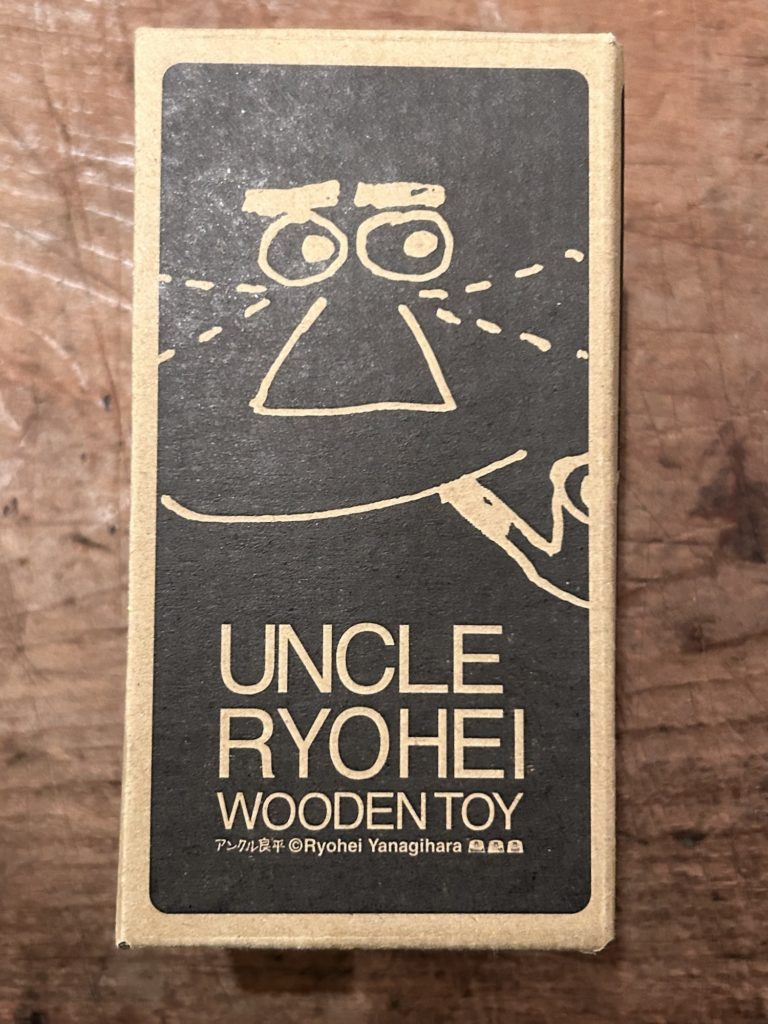 UNCLE
RYOHEI
WOODEN TOY
アンクル良平 ©Ryohei Yanagihara